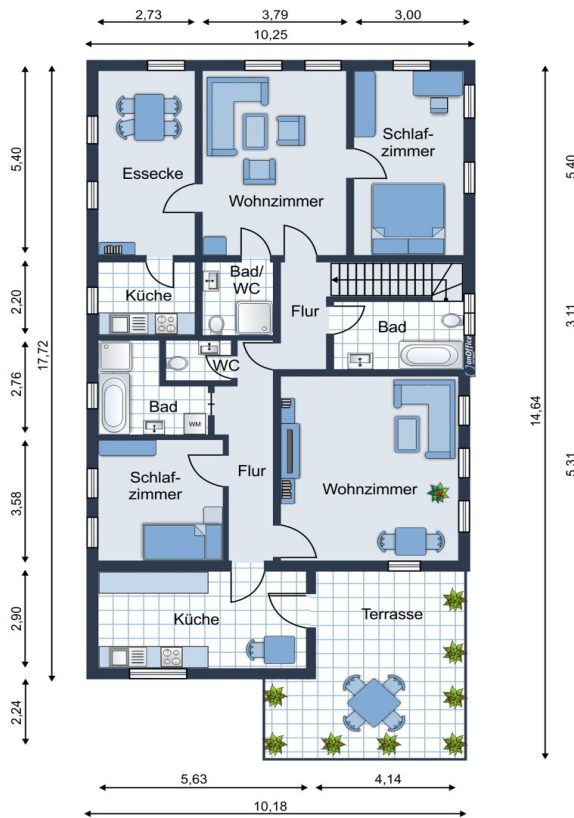 2,73
3,79
3,00
10,25
5,40
17,72
2,20
2,76
3,58
2,90
2,24
Essecke
Wohnzimmer
Schlaf-
zimmer
Küche
Bad/
WC
Flur
Bad
WC
Bad
WM
Schlaf-
zimmer
Flur
Wohnzimmer
Küche
Terrasse
onOffice
14,64
5,40
3,11
5,31
5,63
4,14
10,18